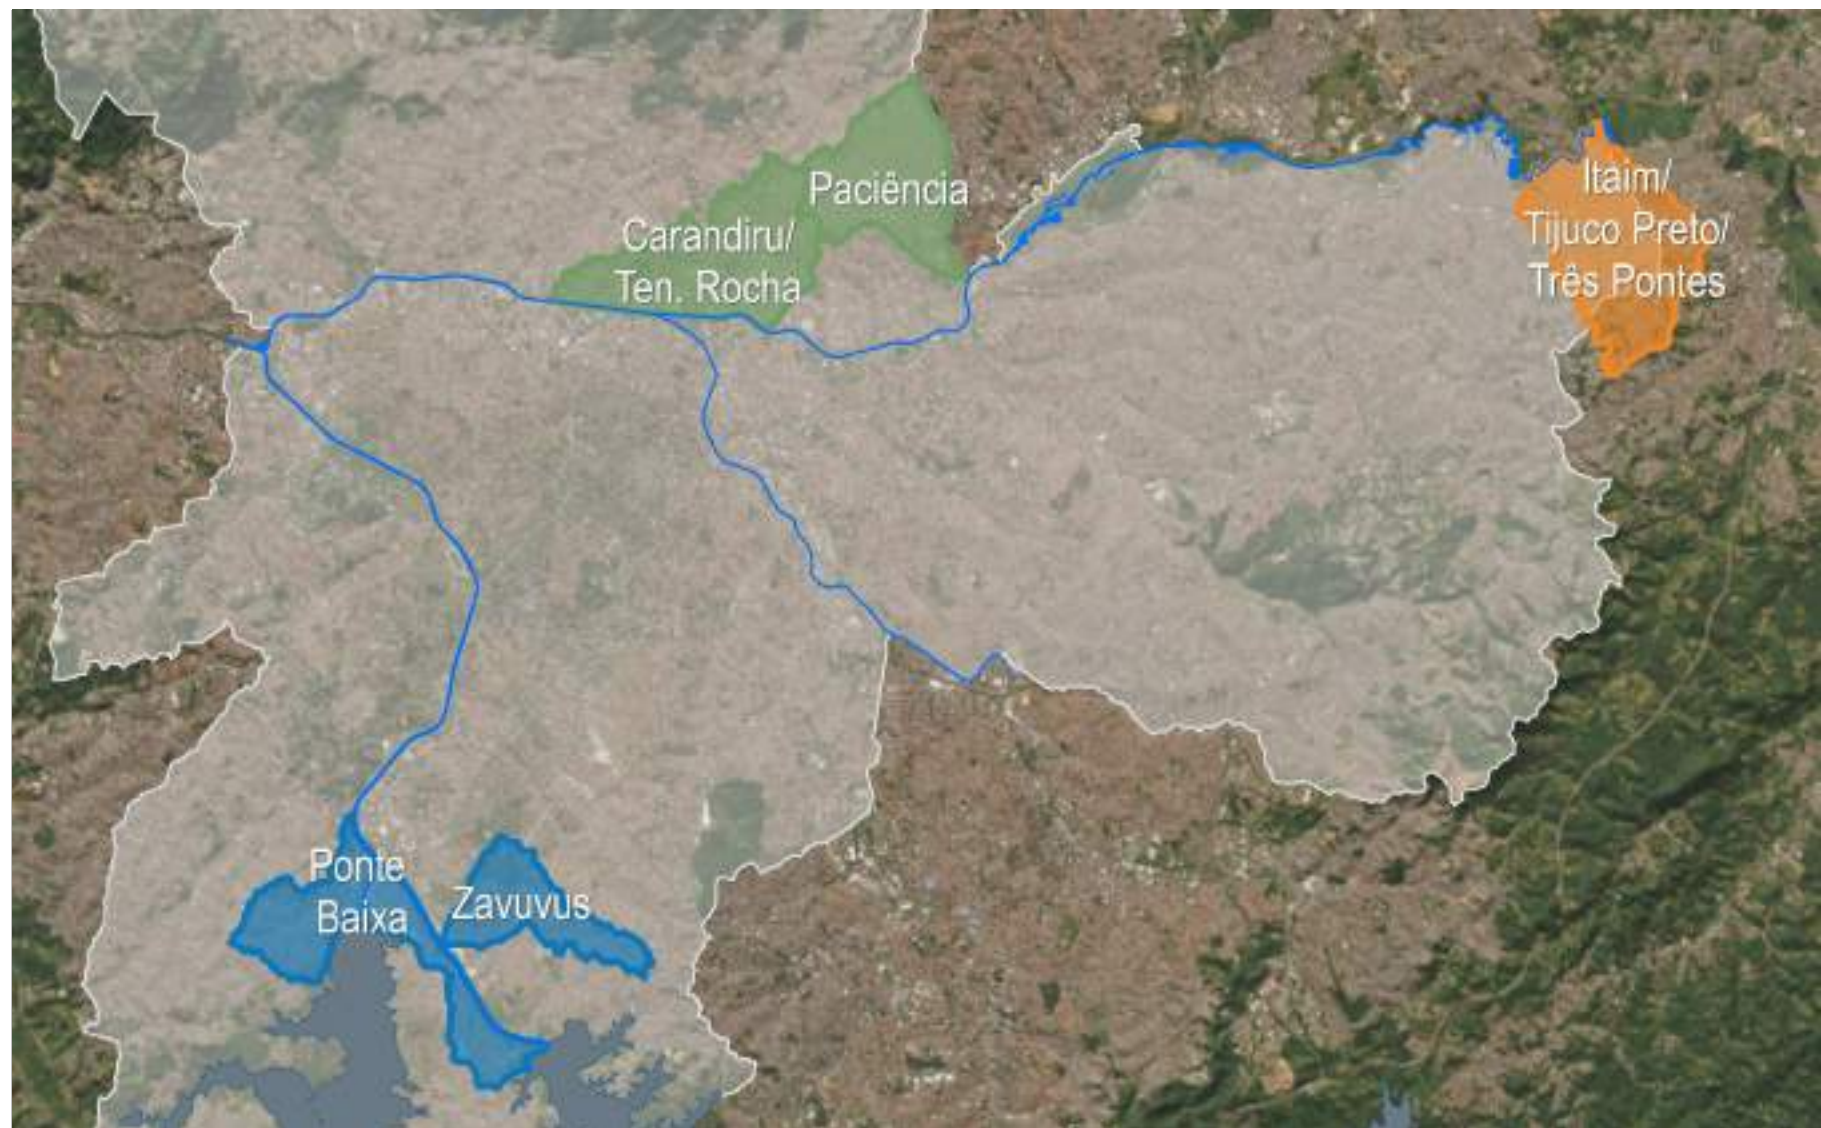 Paciência
Carandiru/
Ten. Rocha
Itaim/
Tijuco Preto/
Três Pontes
Ponte
Baixa
Zavuvus